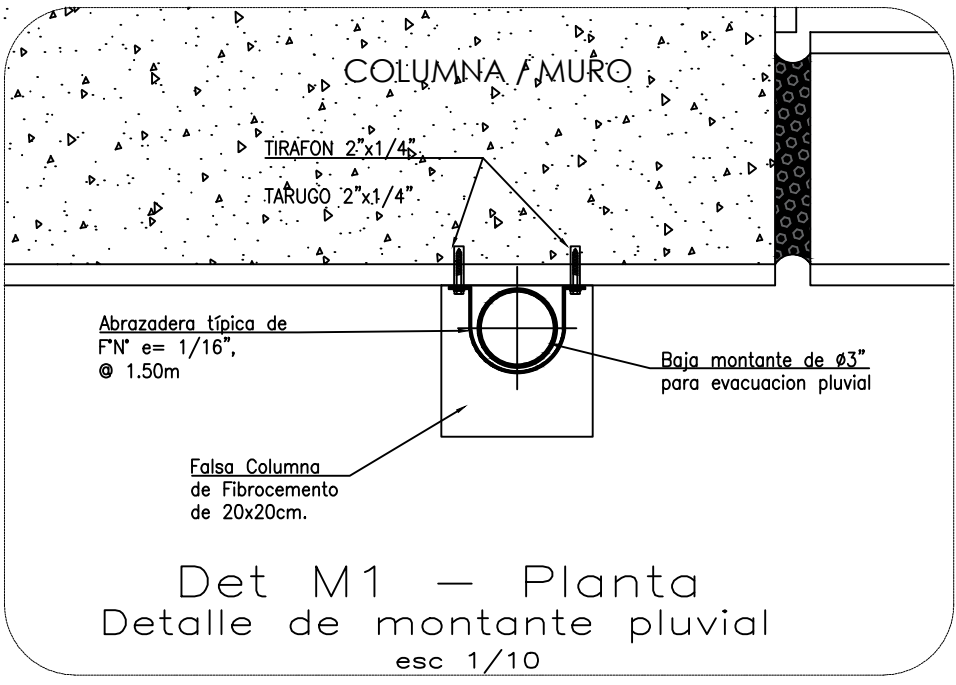 COLUMNA / MURO
TIRAFON 2"x1/4"
TARUGO 2"x1/4"
Abrazadera típica de
F°N° e= 1/16",
@ 1.50m
Baja montante de Ø3"
para evacuacion pluvial
Falsa Columna
de Fibrocemento
de 20x20cm.
Det M1 – Planta
Detalle de montante pluvial
esc 1/10